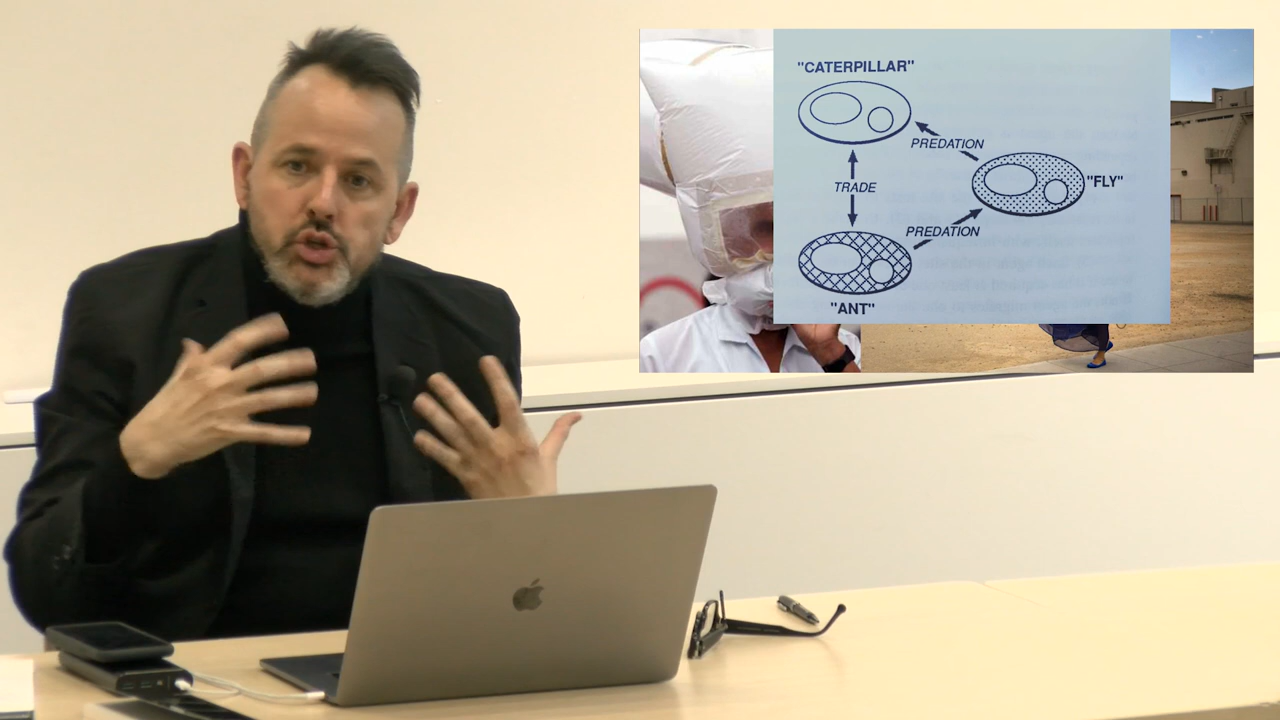 "CATERPILLAR"
PREDATION
"FLY"
TRADE
PREDATION
"ANT"